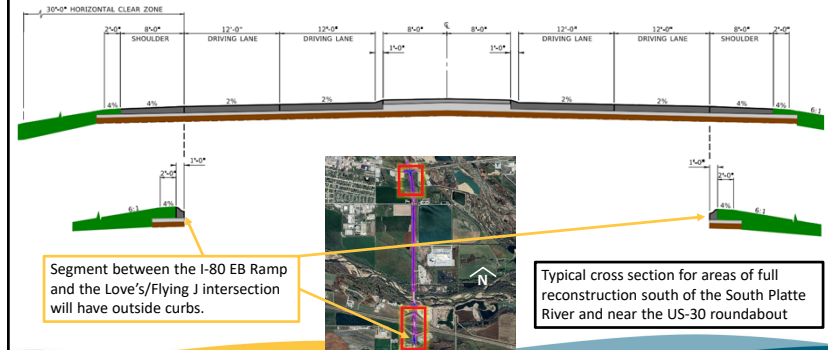 30'-0" HORIZONTAL CLEAR ZONE
2'-0" 8'-0" 12'-0" 12'-0" 8'-0" ℄ 8'-0" 12'-0" 12'-0" 8'-0" 2'-0"
SHOULDER DRIVING LANE DRIVING LANE DRIVING LANE DRIVING LANE SHOULDER
1'-0" 1'-0"
4% 4% 2% 2% 2% 2% 4% 4% 6:1
1'-0" 1'-0"
2'-0" 2'-0"
6:1 4% 4% 6:1
Segment between the I-80 EB Ramp
and the Love's/Flying J intersection
will have outside curbs.
N
Typical cross section for areas of full
reconstruction south of the South Platte
River and near the US-30 roundabout